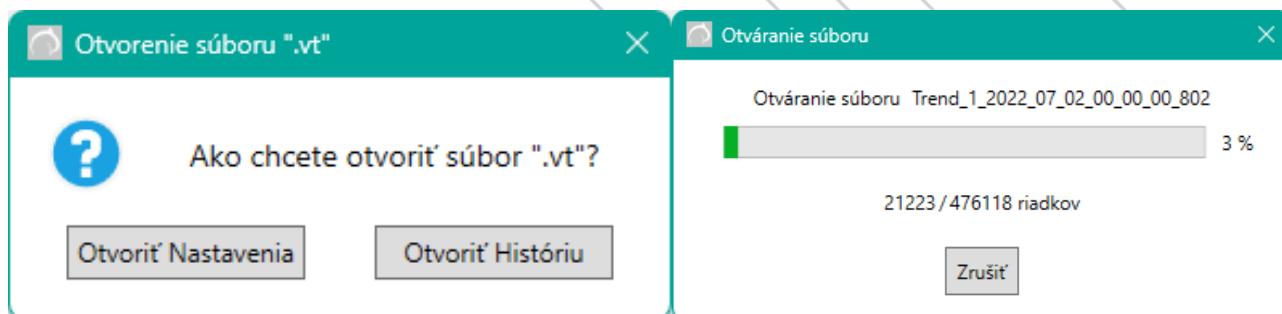 Otvorenie súboru ".vt"
Ako chcete otvoriť súbor ".vt"?
Otvoriť Nastavenia
Otvoriť Históriu
Otváranie súboru
Otváranie súboru Trend_1_2022_07_02_00_00_00_802
3 %
21223 / 476118 riadkov
Zrušiť